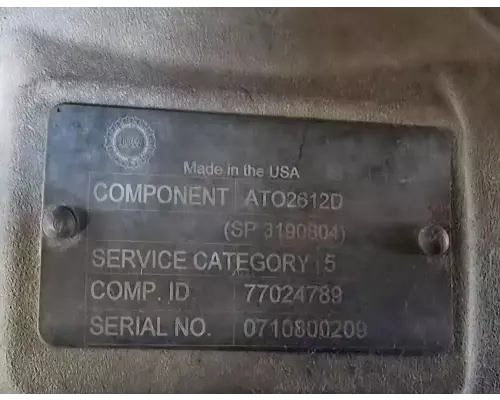 Made in the USA
COMPONENT ATO2612D
(SP 3190804)
SERVICE CATEGORY 5
COMP. ID 77024789
SERIAL NO. 0710800209